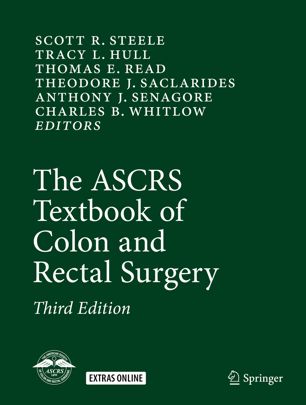 SCOTT R. STEELE
TRACY L. HULL
THOMAS E. READ
THEODORE J. SACLARIDES
ANTHONY J. SENAGORE
CHARLES B. WHITLOW
EDITORS
The ASCRS
Textbook of
Colon and
Rectal Surgery
Third Edition
ASCRS
EXTRAS ONLINE
Springer